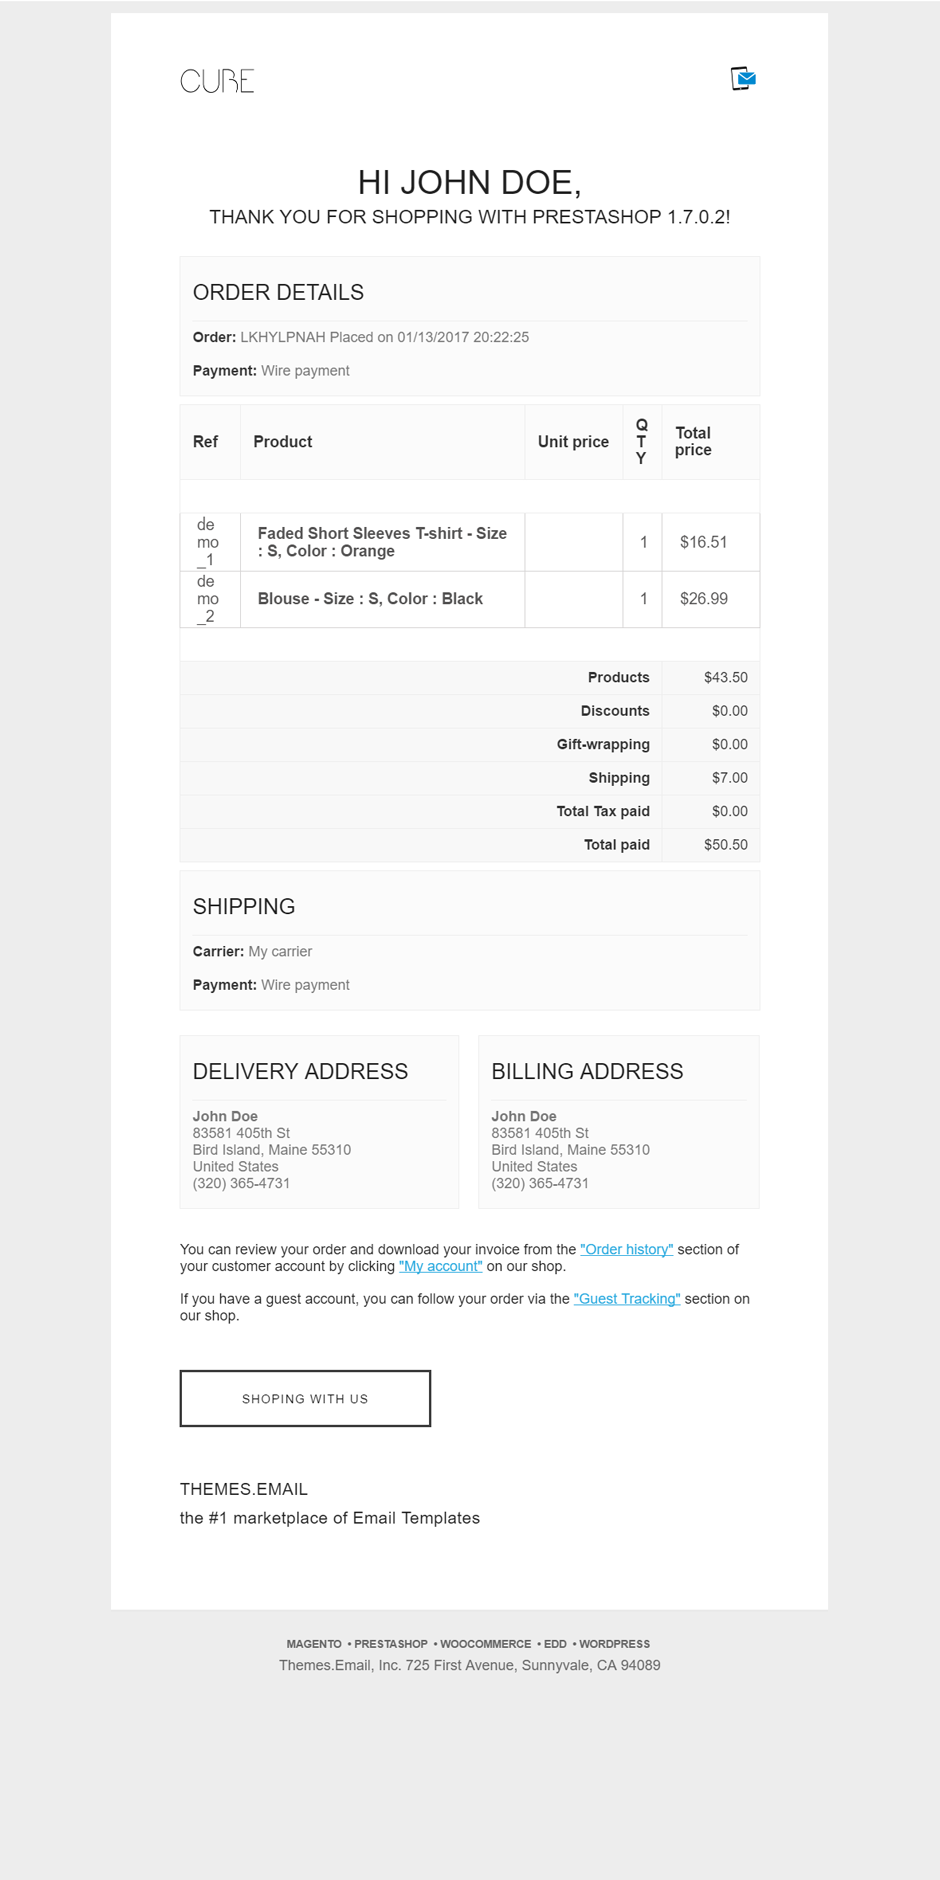 CUBE
HI JOHN DOE,
THANK YOU FOR SHOPPING WITH PRESTASHOP 1.7.0.2!
ORDER DETAILS
Order: LKHYLPNAH Placed on 01/13/2017 20:22:25
Payment: Wire payment
Ref Product Unit price QTY Total price
demo_1 Faded Short Sleeves T-shirt - Size : S, Color : Orange 1 $16.51
demo_2 Blouse - Size : S, Color : Black 1 $26.99
Products $43.50
Discounts $0.00
Gift-wrapping $0.00
Shipping $7.00
Total Tax paid $0.00
Total paid $50.50
SHIPPING
Carrier: My carrier
Payment: Wire payment
DELIVERY ADDRESS
John Doe
83581 405th St
Bird Island, Maine 55310
United States
(320) 365-4731
BILLING ADDRESS
John Doe
83581 405th St
Bird Island, Maine 55310
United States
(320) 365-4731
You can review your order and download your invoice from the "Order history" section of
your customer account by clicking "My account" on our shop.
If you have a guest account, you can follow your order via the "Guest Tracking" section on
our shop.
SHOPING WITH US
THEMES.EMAIL
the #1 marketplace of Email Templates
MAGENTO • PRESTASHOP • WOOCOMMERCE • EDD • WORDPRESS
Themes.Email, Inc. 725 First Avenue, Sunnyvale, CA 94089